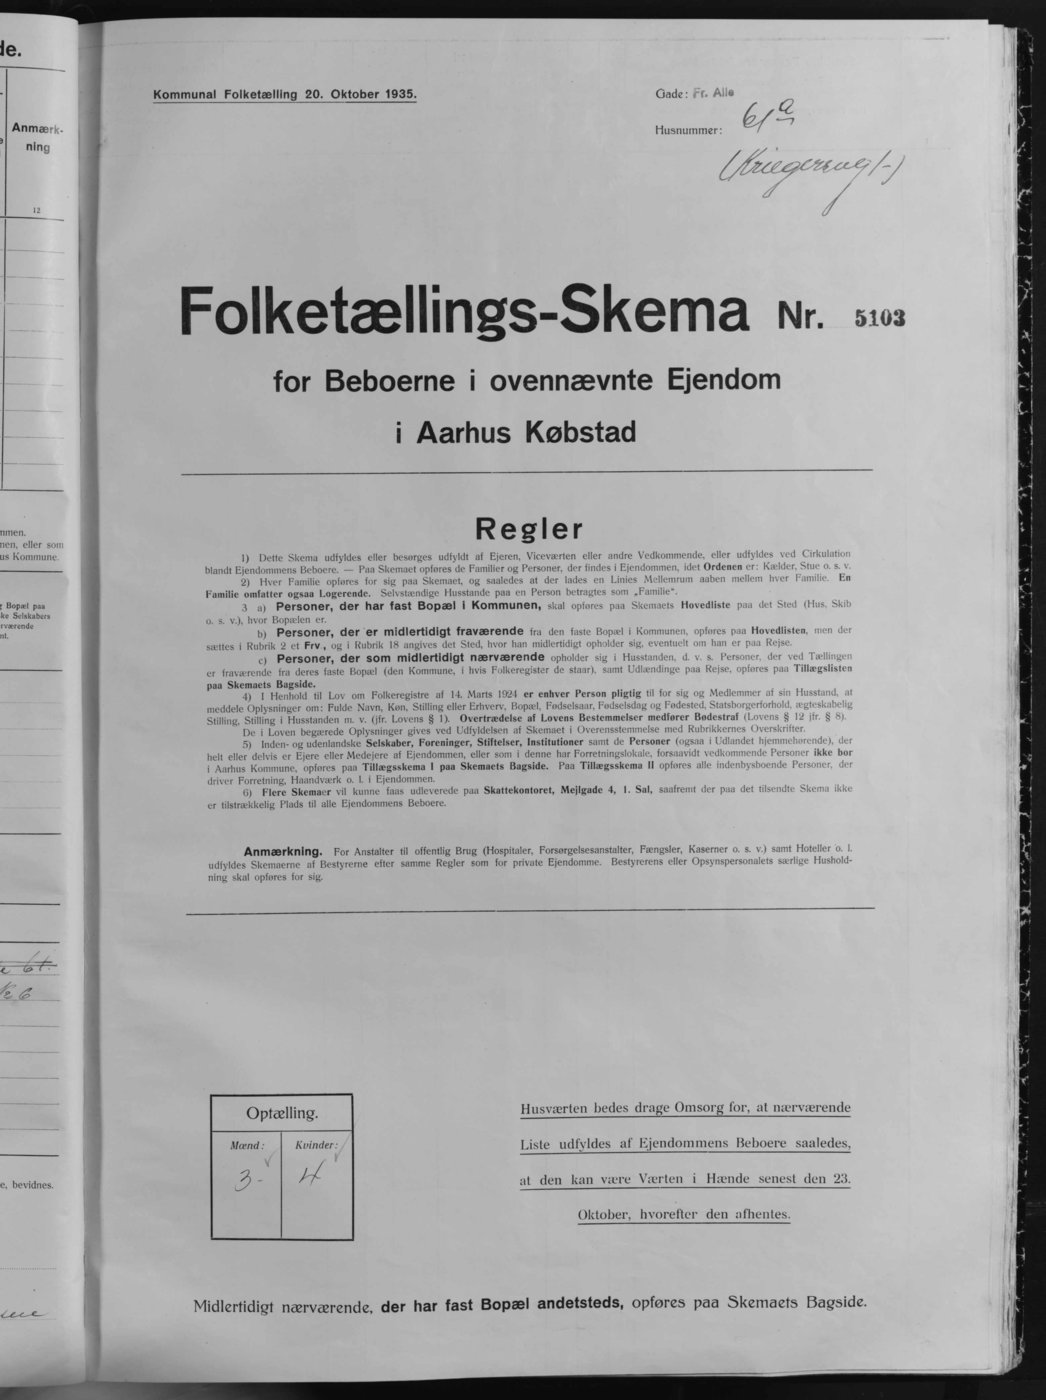 de.
Anmærk-
ning
12
mmen.
nen, eller som
us Kommune.
g Bopæl paa
ke Selskabers
rværende
nt.
61.
e, bevidnes.
Kommunal Folketælling 20. Oktober 1935.
Gade: Fr. Alle
Husnummer: 61a
Folketællings-Skema Nr. 5103
for Beboerne i ovennævnte Ejendom
i Aarhus Købstad
Regler
1) Dette Skema udfyldes eller besørges udfyldt af Ejeren, Viceværten eller andre Vedkommende, eller udfyldes ved Cirkulation
blandt Ejendommens Beboere. — Paa Skemaet opføres de Familier og Personer, der findes i Ejendommen, idet Ordenen er: Kælder, Stue o. s. v.
2) Hver Familie opføres for sig paa Skemaet, og saaledes at der lades en Linies Mellemrum aaben mellem hver Familie. En
Familie omfatter ogsaa Logerende. Selvstændige Husstande paa en Person betragtes som „Familie“.
3 a) Personer, der har fast Bopæl i Kommunen, skal opføres paa Skemaets Hovedliste paa det Sted (Hus, Skib
o. s. v.), hvor Bopælen er.
b) Personer, der er midlertidigt fraværende fra den faste Bopæl i Kommunen, opføres paa Hovedlisten, men der
sættes i Rubrik 2 et Frv., og i Rubrik 18 angives det Sted, hvor han midlertidigt opholder sig, eventuelt om han er paa Rejse.
c) Personer, der som midlertidigt nærværende opholder sig i Husstanden, d. v. s. Personer, der ved Tællingen
er fraværende fra deres faste Bopæl (den Kommune, i hvis Folkeregister de staar), samt Udlændinge paa Rejse, opføres paa Tillægslisten
paa Skemaets Bagside.
4) I Henhold til Lov om Folkeregistre af 14. Marts 1924 er enhver Person pligtig til for sig og Medlemmer af sin Husstand, at
meddele Oplysninger om: Fulde Navn, Køn, Stilling eller Erhverv, Bopæl, Fødselsaar, Fødselsdag og Fødested, Statsborgerforhold, ægteskabelig
Stilling, Stilling i Husstanden m. v. (jfr. Lovens § 1). Overtrædelse af Lovens Bestemmelser medfører Bødestraf (Lovens § 12 jfr. § 8).
De i Loven begærede Oplysninger gives ved Udfyldelsen af Skemaet i Overensstemmelse med Rubrikkernes Overskrifter.
5) Inden- og udenlandske Selskaber, Foreninger, Stiftelser, Institutioner samt de Personer (ogsaa i Udlandet hjemmehørende), der
helt eller delvis er Ejere eller Medejere af Ejendommen, eller som i denne har Forretningslokale, forsaavidt vedkommende Personer ikke bor
i Aarhus Kommune, opføres paa Tillægsskema I paa Skemaets Bagside. Paa Tillægsskema II opføres alle indenbysboende Personer, der
driver Forretning, Haandværk o. l. i Ejendommen.
6) Flere Skemaer vil kunne faas udleverede paa Skattekontoret, Mejlgade 4, 1. Sal, saafremt der paa det tilsendte Skema ikke
er tilstrækkelig Plads til alle Ejendommens Beboere.
Anmærkning. For Anstalter til offentlig Brug (Hospitaler, Forsørgelsesanstalter, Fængsler, Kaserner o. s. v.) samt Hoteller o. l.
udfyldes Skemaerne af Bestyrerne efter samme Regler som for private Ejendomme. Bestyrerens eller Opsynspersonalets særlige Hushold-
ning skal opføres for sig.
Optælling.
Mænd: Kvinder:
3- 4
Husværten bedes drage Omsorg for, at nærværende
Liste udfyldes af Ejendommens Beboere saaledes,
at den kan være Værten i Hænde senest den 23.
Oktober, hvorefter den afhentes.
Midlertidigt nærværende, der har fast Bopæl andetsteds, opføres paa Skemaets Bagside.